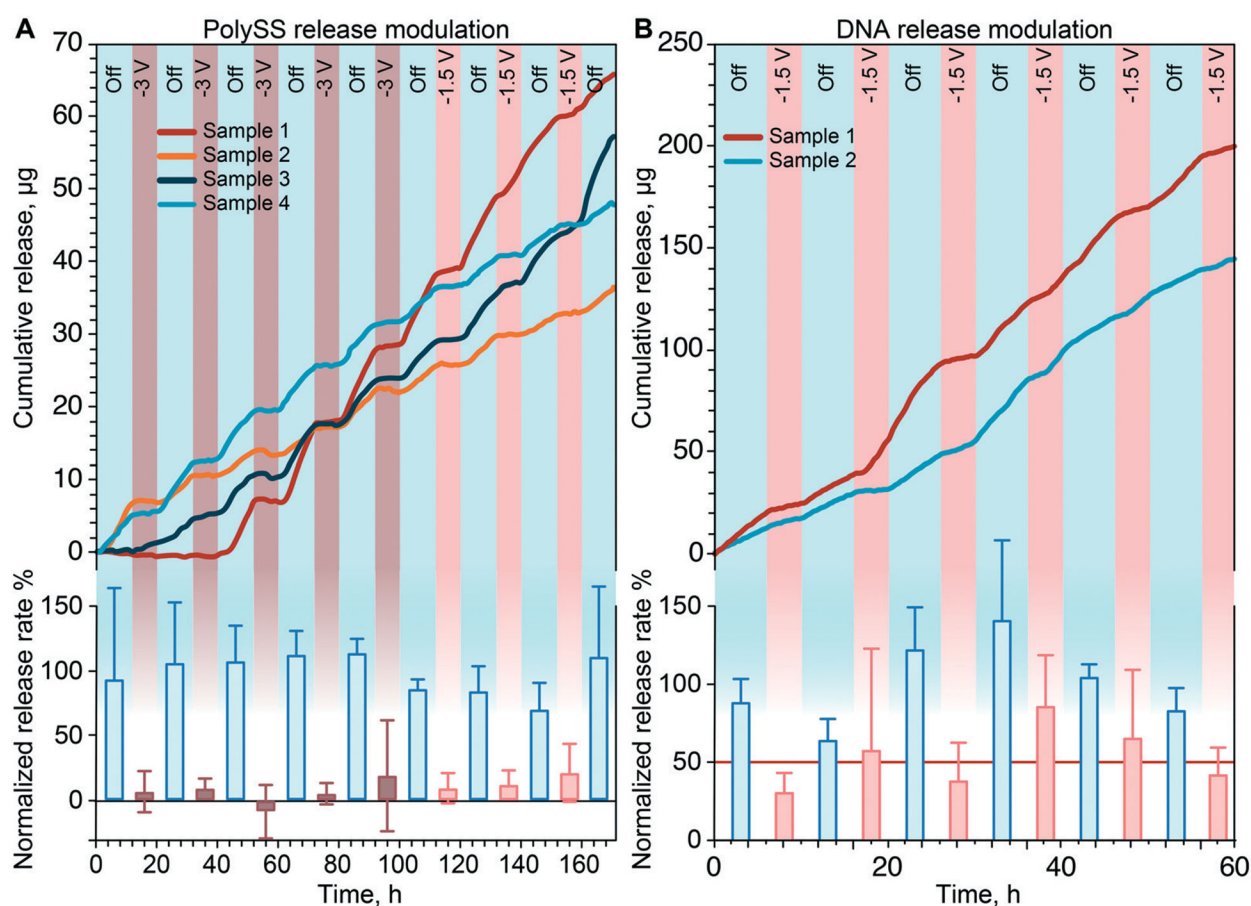 A
PolySS release modulation
70
60
50
40
30
20
10
0
Cumulative release, µg
Off
-3 V
Off
-3 V
Off
-3 V
Off
-3 V
Off
-3 V
Off
-1.5 V
Off
-1.5 V
Off
-1.5 V
Off
Sample 1
Sample 2
Sample 3
Sample 4
Normalized release rate %
150
100
50
0
0
20
40
60
80
100
120
140
160
Time, h
B
DNA release modulation
250
200
150
100
50
0
Cumulative release, µg
Off
-1.5 V
Off
-1.5 V
Off
-1.5 V
Off
-1.5 V
Off
-1.5 V
Off
-1.5 V
Sample 1
Sample 2
Normalized release rate %
150
100
50
0
0
20
40
60
Time, h